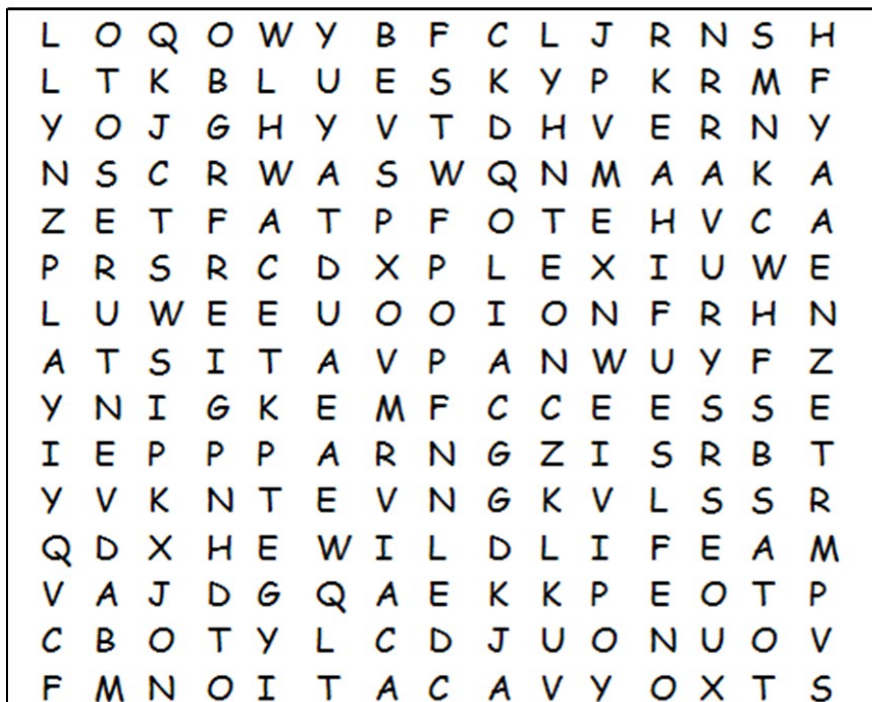 L O Q O W Y B F C L J R N S H
L T K B L U E S K Y P K R M F
Y O J G H Y V T D H V E R N Y
N S C R W A S W Q N M A A K A
Z E T F A T P F O T E H V C A
P R S R C D X P L E X I U W E
L U W E E U O O I O N F R H N
A T S I T A V P A N W U Y F Z
Y N I G K E M F C C E E S S E
I E P P P A R N G Z I S R B T
Y V K N T E V N G K V L S S R
Q D X H E W I L D L I F E A M
V A J D G Q A E K K P E O T P
C B O T Y L C D J U O N U O V
F M N O I T A C A V Y O X T S